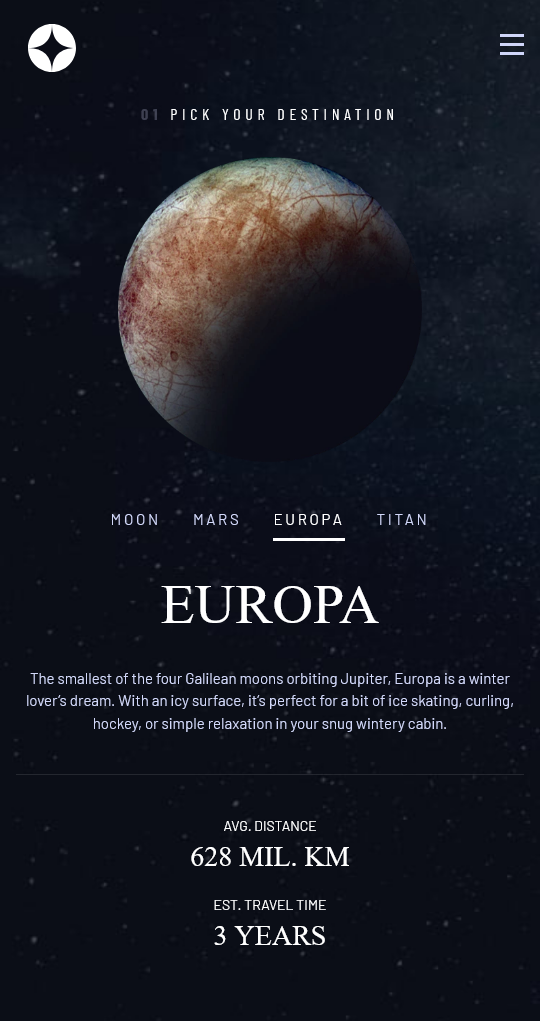 01 PICK YOUR DESTINATION
MOON MARS EUROPA TITAN
EUROPA
The smallest of the four Galilean moons orbiting Jupiter, Europa is a winter
lover’s dream. With an icy surface, it’s perfect for a bit of ice skating, curling,
hockey, or simple relaxation in your snug wintery cabin.
AVG. DISTANCE
628 MIL. KM
EST. TRAVEL TIME
3 YEARS